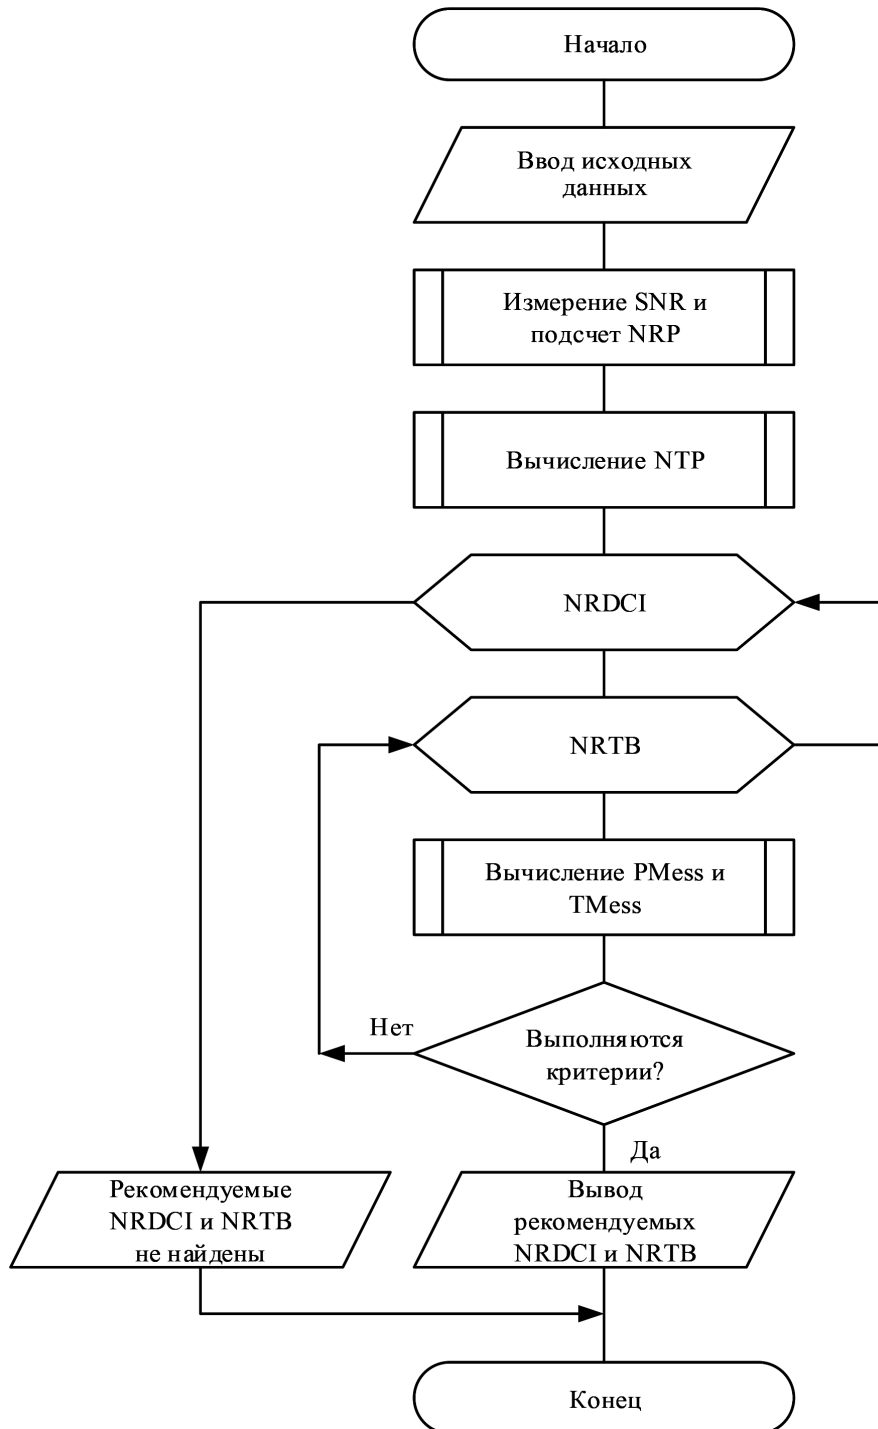 Начало
Ввод исходных
данных
Измерение SNR и
подсчет NRP
Вычисление NTP
NRDCI
NRTB
Вычисление PMess и
TMess
Нет
Выполняются
критерии?
Да
Рекомендуемые
NRDCI и NRTB
не найдены
Вывод
рекомендуемых
NRDCI и NRTB
Конец